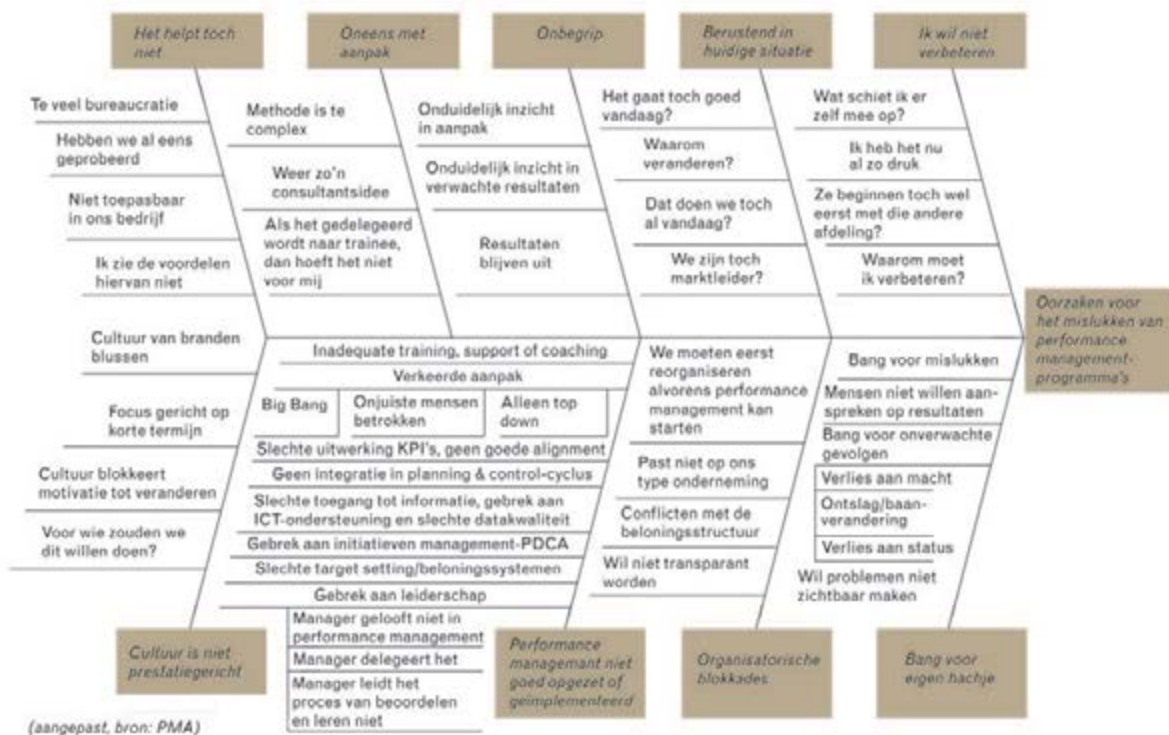 Het helpt toch
niet
Oneens met
aanpak
Onbegrip
Berustend in
huidige situatie
Ik wil niet
verbeteren
Te veel bureaucratie
Hebben we al eens
geprobeerd
Niet toepasbaar
in ons bedrijf
Ik zie de voordelen
hiervan niet
Methode is te
complex
Weer zo'n
consultantsidee
Als het gedelegeerd
wordt naar trainee,
dan hoeft het niet
voor mij
Onduidelijk inzicht
in aanpak
Onduidelijk inzicht in
verwachte resultaten
Resultaten
blijven uit
Het gaat toch goed
vandaag?
Waarom
veranderen?
Dat doen we toch
al vandaag?
We zijn toch
marktleider?
Wat schiet ik er
zelf mee op?
Ik heb het nu
al zo druk
Ze beginnen toch wel
eerst met die andere
afdeling?
Waarom moet
ik verbeteren?
Oorzaken voor
het mislukken van
performance
management-
programma's
Cultuur van branden
blussen
Focus gericht op
korte termijn
Cultuur blokkeert
motivatie tot veranderen
Voor wie zouden we
dit willen doen?
Inadequate training, support of coaching
Verkeerde aanpak
Big Bang
Onjuiste mensen
betrokken
Alleen top
down
Slechte uitwerking KPI's, geen goede alignment
Geen integratie in planning & control-cyclus
Slechte toegang tot informatie, gebrek aan
ICT-ondersteuning en slechte datakwaliteit
Gebrek aan initiatieven management-PDCA
Slechte target setting/beloningssystemen
Gebrek aan leiderschap
Manager gelooft niet in
performance management
Manager delegeert het
Manager leidt het
proces van beoordelen
en leren niet
We moeten eerst
reorganiseren
alvorens performance
management kan
starten
Past niet op ons
type onderneming
Conflicten met de
beloningsstructuur
Wil niet transparant
worden
Bang voor mislukken
Mensen niet willen aan-
spreken op resultaten
Bang voor onverwachte
gevolgen
Verlies aan macht
Ontslag/baan-
verandering
Verlies aan status
Wil problemen niet
zichtbaar maken
Cultuur is niet
prestatiegericht
Performance
managemant niet
goed opgezet of
geïmplementeerd
Organisatorische
blokkades
Bang voor
eigen hachje
(aangepast, bron: PMA)